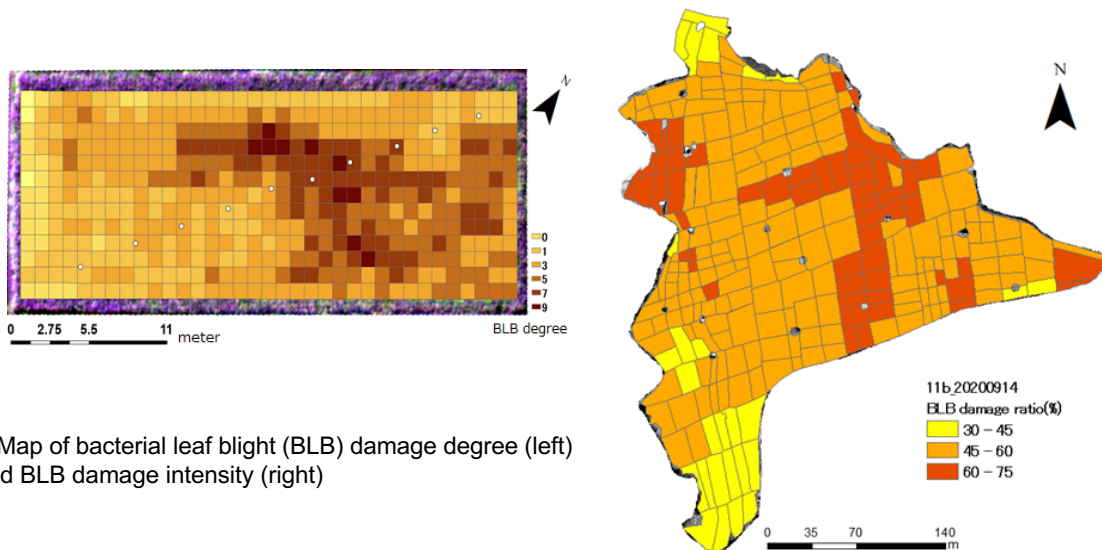 N
0
1
3
5
7
9
BLB degree
0 2.75 5.5 11
meter
Map of bacterial leaf blight (BLB) damage degree (left)
d BLB damage intensity (right)
N
11b_20200914
BLB damage ratio(%)
30 - 45
45 - 60
60 - 75
0 35 70 140
m